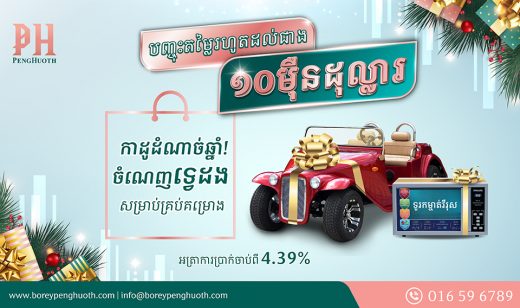 PH
PENGHUOTH
បញ្ចុះតម្លៃរហូតដល់ជាង
១០ម៉ឺនដុល្លារ
កាដូដំណាច់ឆ្នាំ!
ចំណេញទ្វេដង
សម្រាប់គ្រប់គម្រោង
ទូរកម្ចាត់វីរុស
អត្រាការប្រាក់ចាប់ពី 4.39%
www.boreypenghuoth.com | info@boreypenghuoth.com
016 59 6789